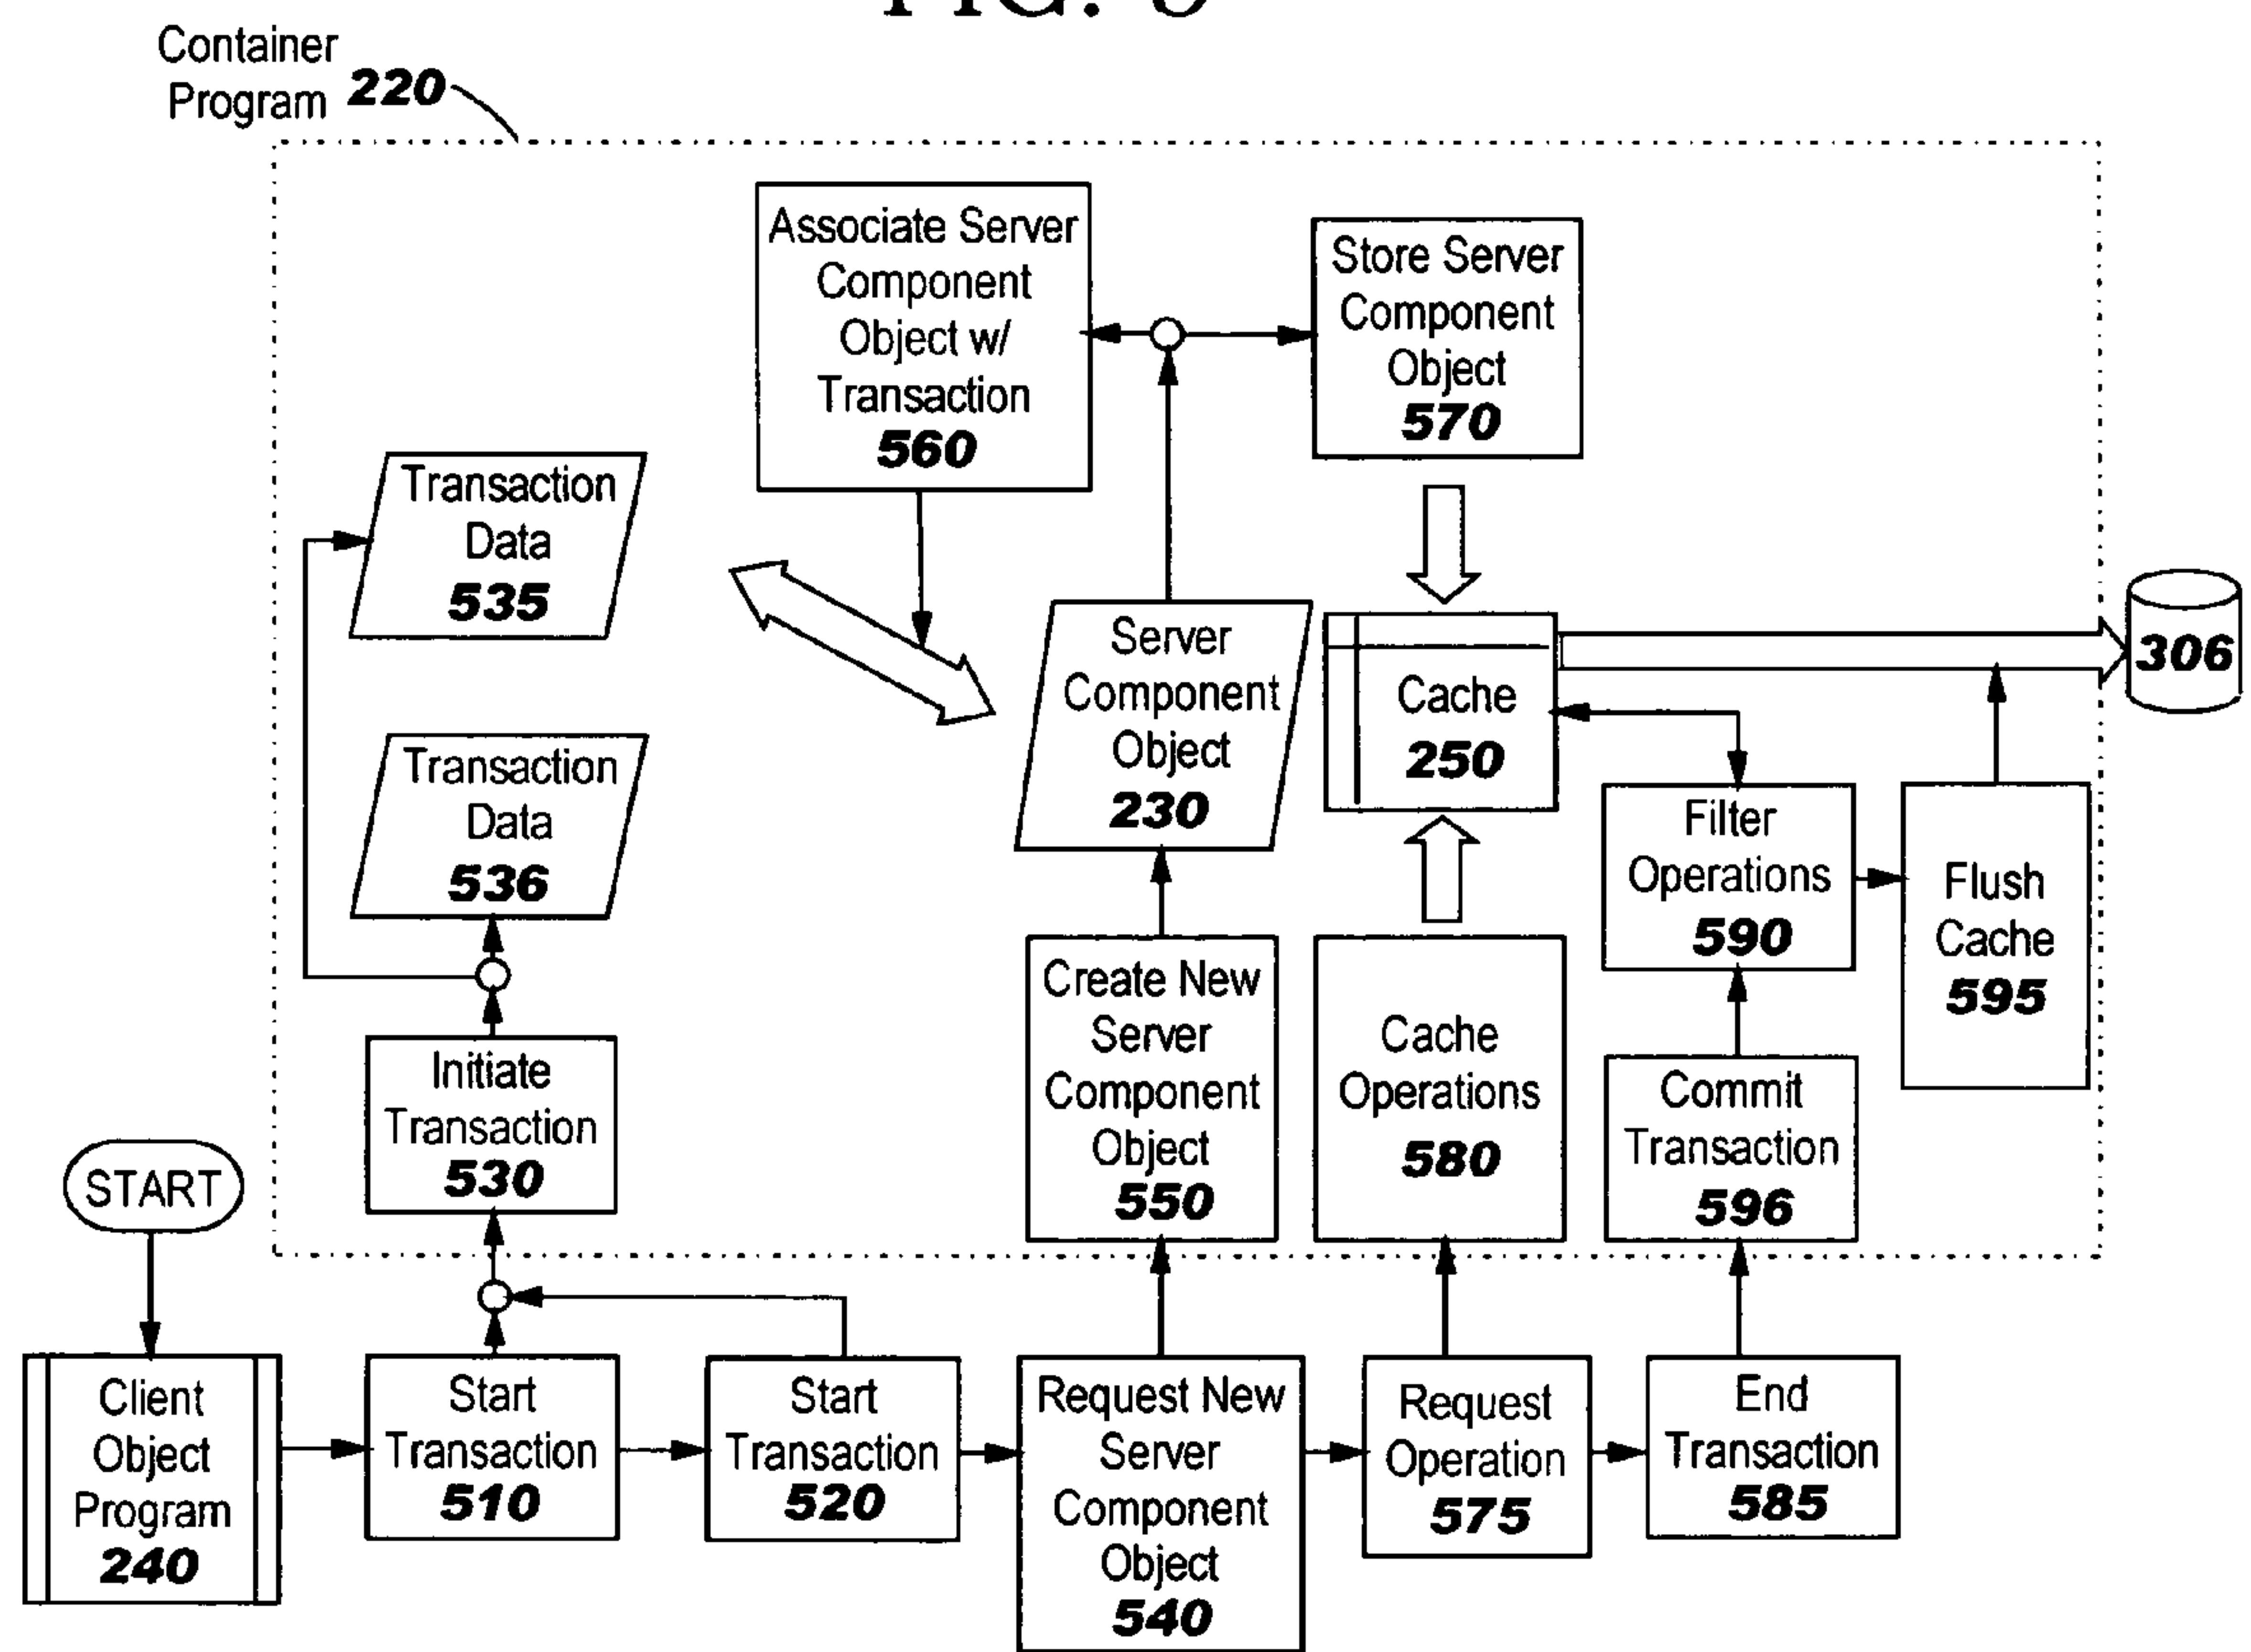 Container
Program 220
Associate Server
Component
Object w/
Transaction
560
Store Server
Component
Object
570
Transaction
Data
535
Server
Component
Object
230
Cache
250
306
Transaction
Data
536
Filter
Operations
590
Flush
Cache
595
Create New
Server
Component
Object
550
Cache
Operations
580
Initiate
Transaction
530
Commit
Transaction
596
START
Client
Object
Program
240
Start
Transaction
510
Start
Transaction
520
Request New
Server
Component
Object
540
Request
Operation
575
End
Transaction
585